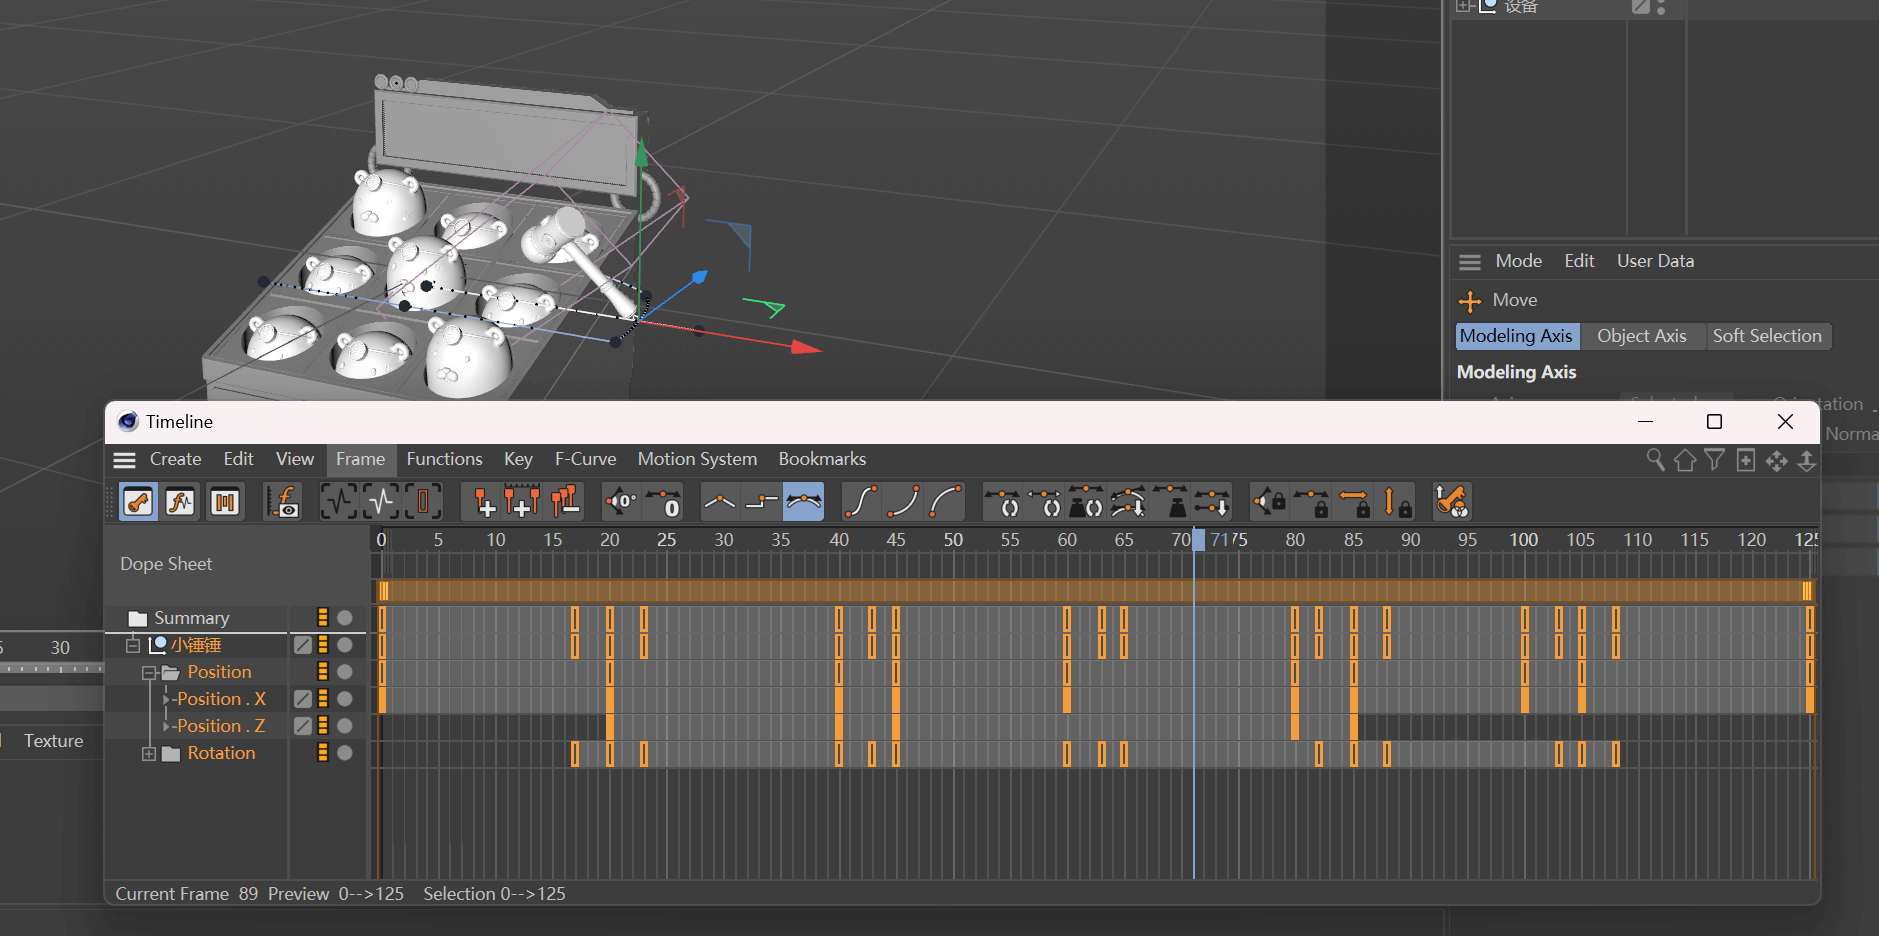 设备
Mode Edit User Data
Move
Modeling Axis Object Axis Soft Selection
Modeling Axis
Timeline
Create Edit View Frame Functions Key F-Curve Motion System Bookmarks
0 5 10 15 20 25 30 35 40 45 50 55 60 65 70 71 75 80 85 90 95 100 105 110 115 120 125
Dope Sheet
Summary
30
小锤锤
Position
Position . X
Position . Z
Texture
Rotation
Current Frame 89 Preview 0-->125 Selection 0-->125